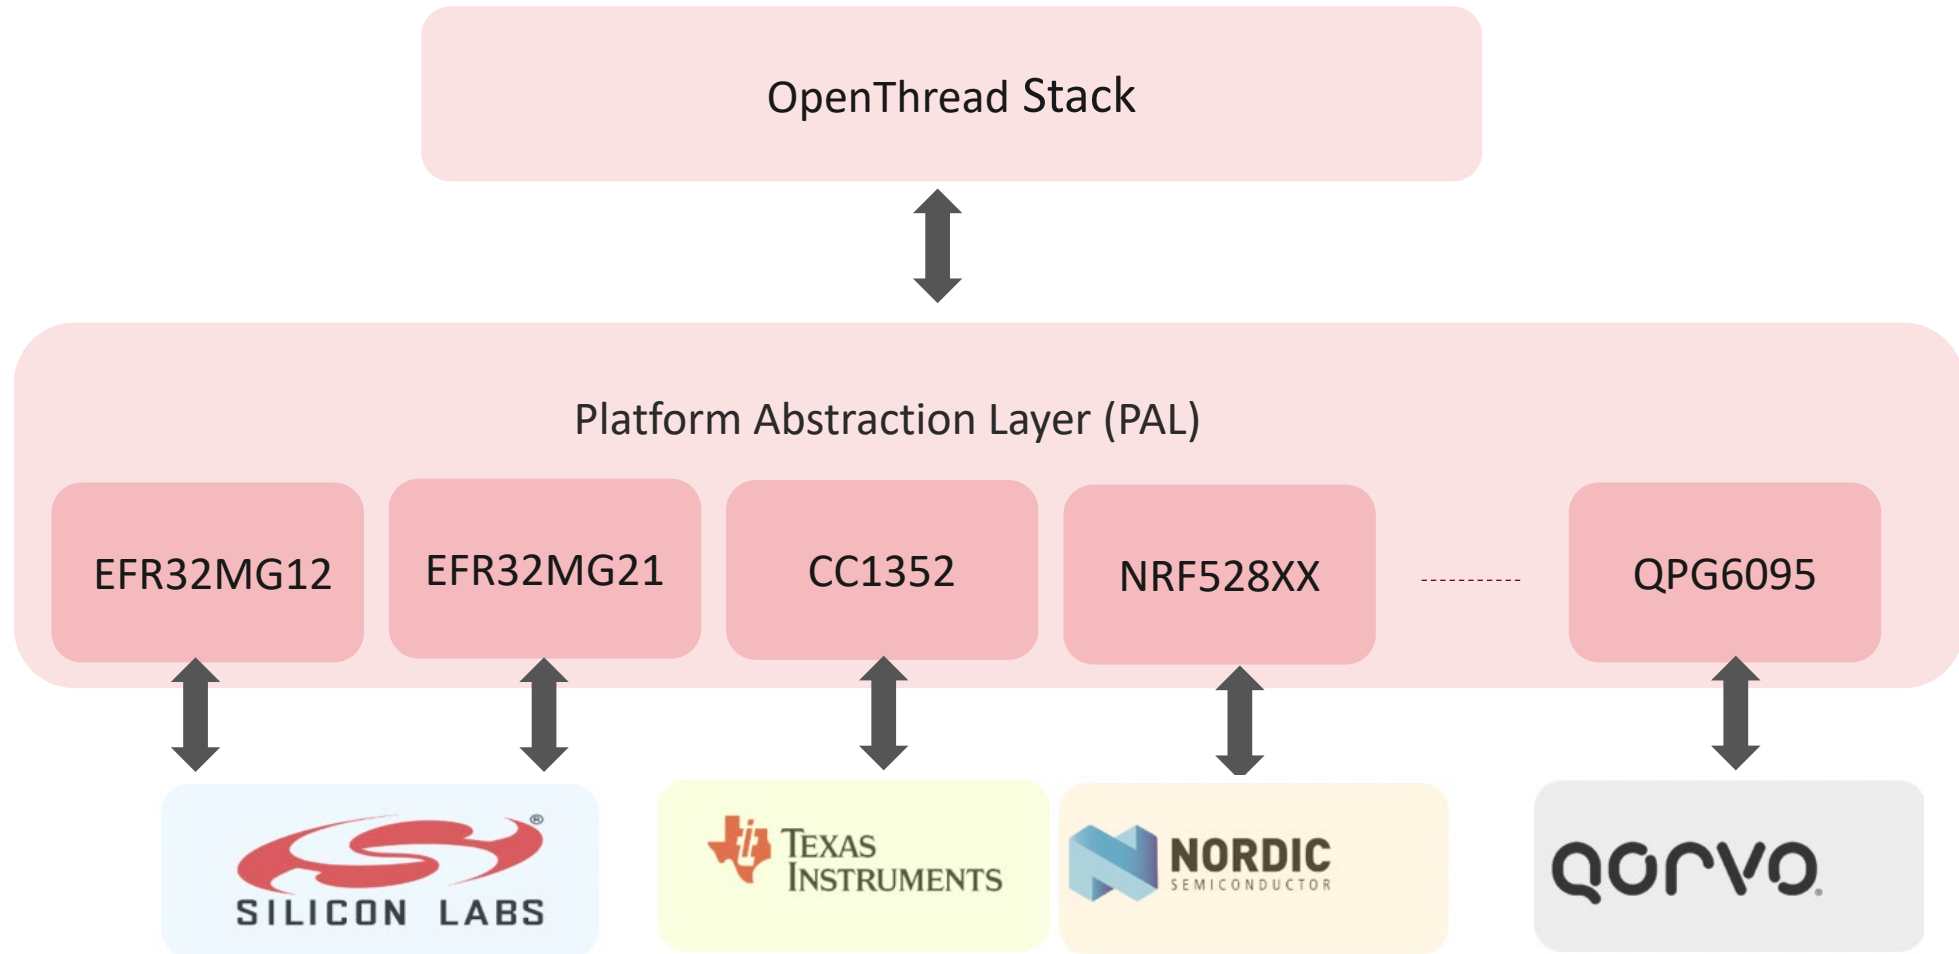 OpenThread Stack
Platform Abstraction Layer (PAL)
EFR32MG12
EFR32MG21
CC1352
NRF528XX
QPG6095
SILICON LABS
®
TEXAS
INSTRUMENTS
NORDIC
SEMICONDUCTOR
QORVO